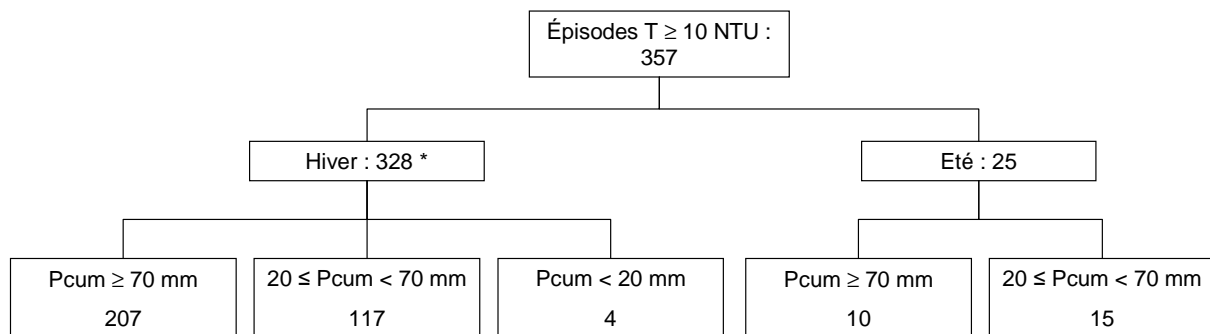 Épisodes T ≥ 10 NTU :
357
Hiver : 328 *
Eté : 25
Pcum ≥ 70 mm
207
20 ≤ Pcum < 70 mm
117
Pcum < 20 mm
4
Pcum ≥ 70 mm
10
20 ≤ Pcum < 70 mm
15